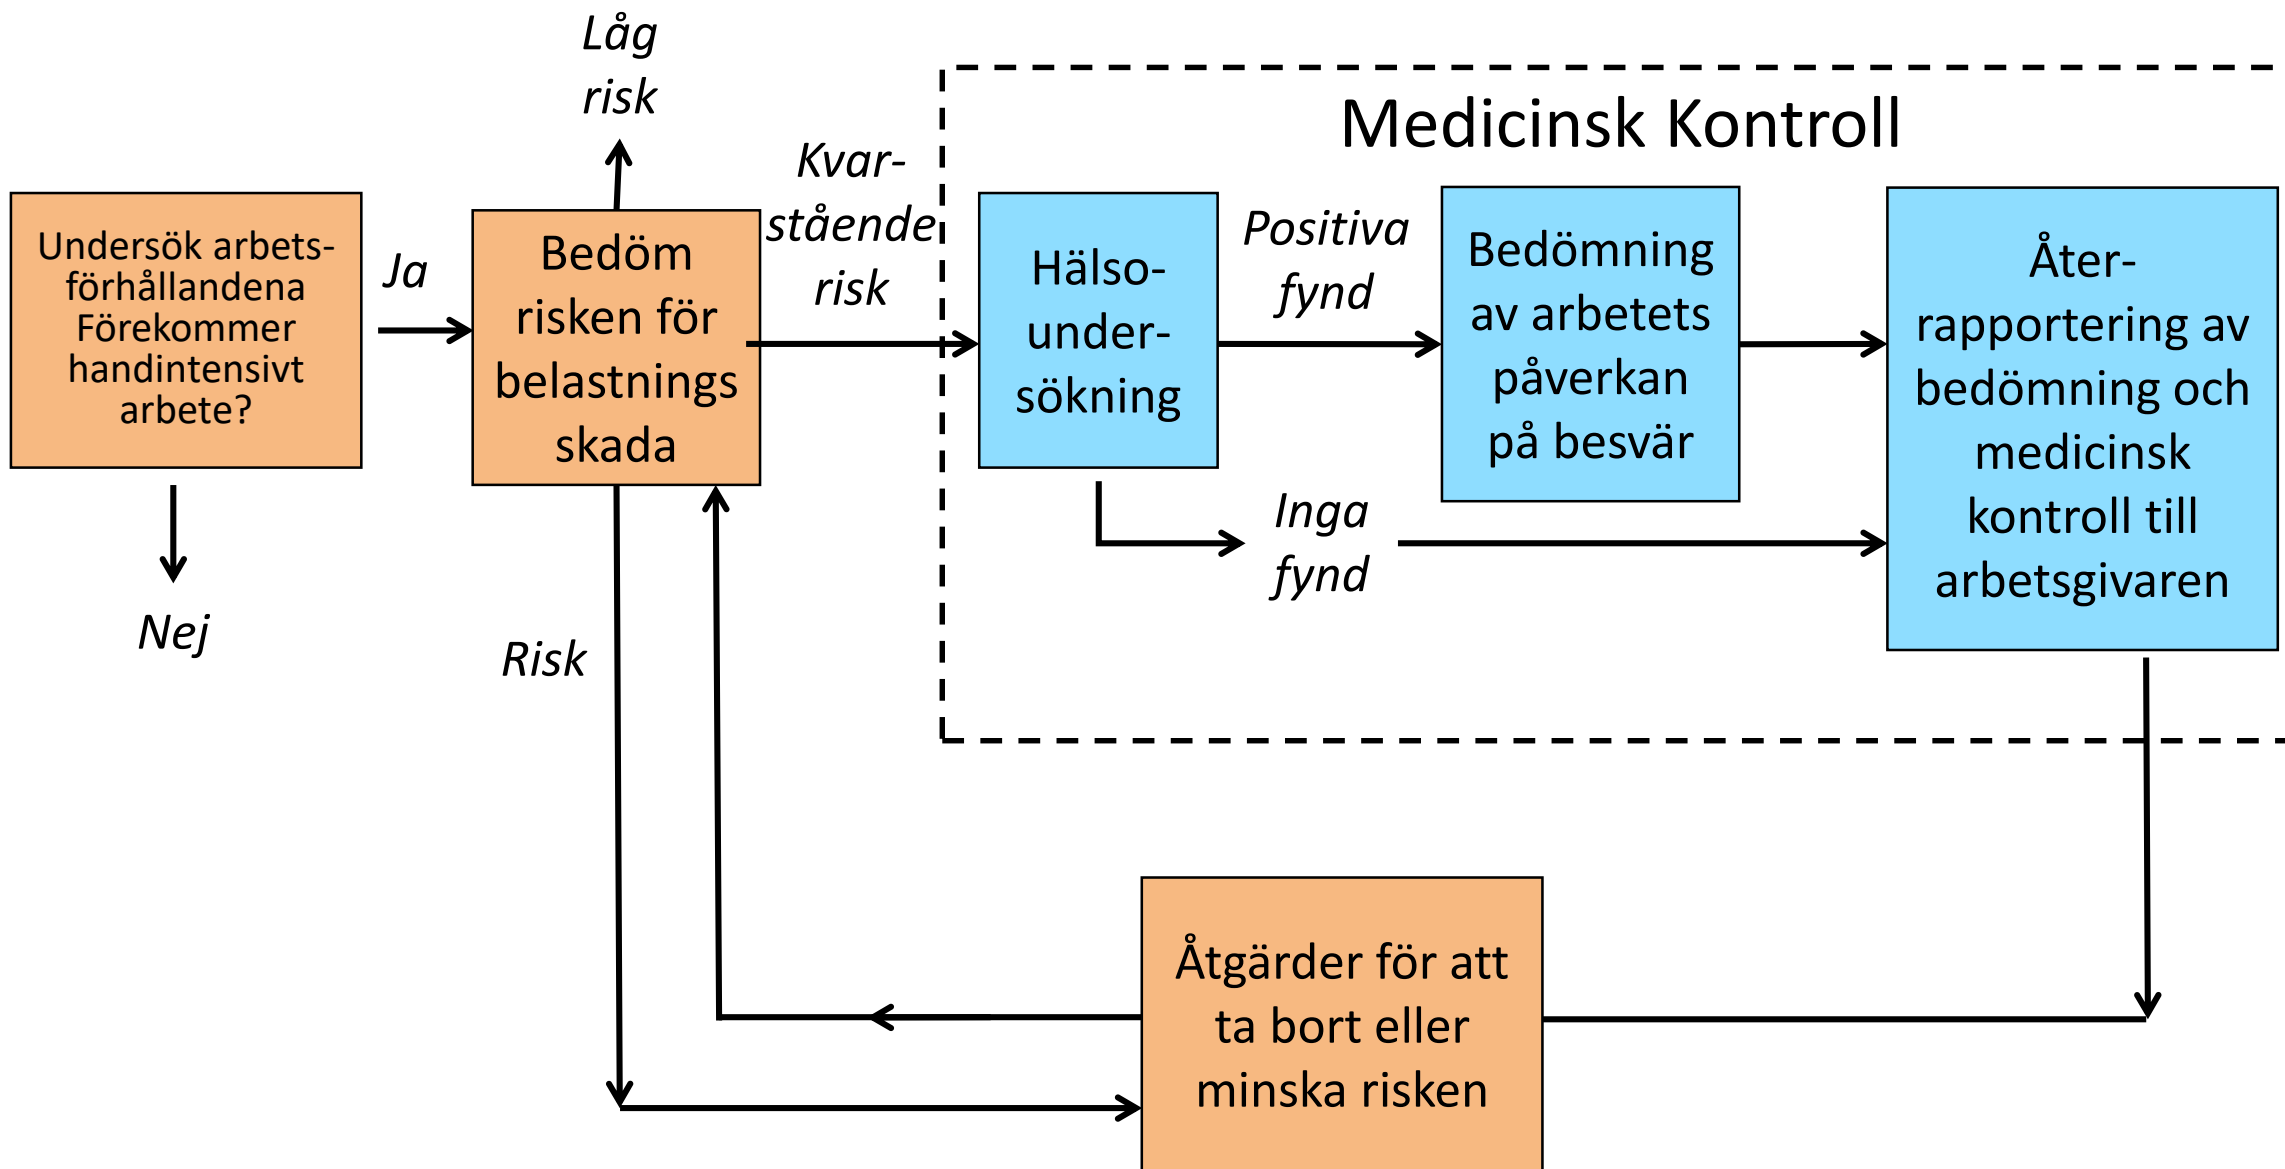 Låg
risk
Medicinsk Kontroll
Undersök arbets-
förhållandena
Förekommer
handintensivt
arbete?
Ja
Nej
Bedöm
risken för
belastnings
skada
Kvar-
stående
risk
Risk
Hälso-
under-
sökning
Positiva
fynd
Inga
fynd
Bedömning
av arbetets
påverkan
på besvär
Åter-
rapportering av
bedömning och
medicinsk
kontroll till
arbetsgivaren
Åtgärder för att
ta bort eller
minska risken